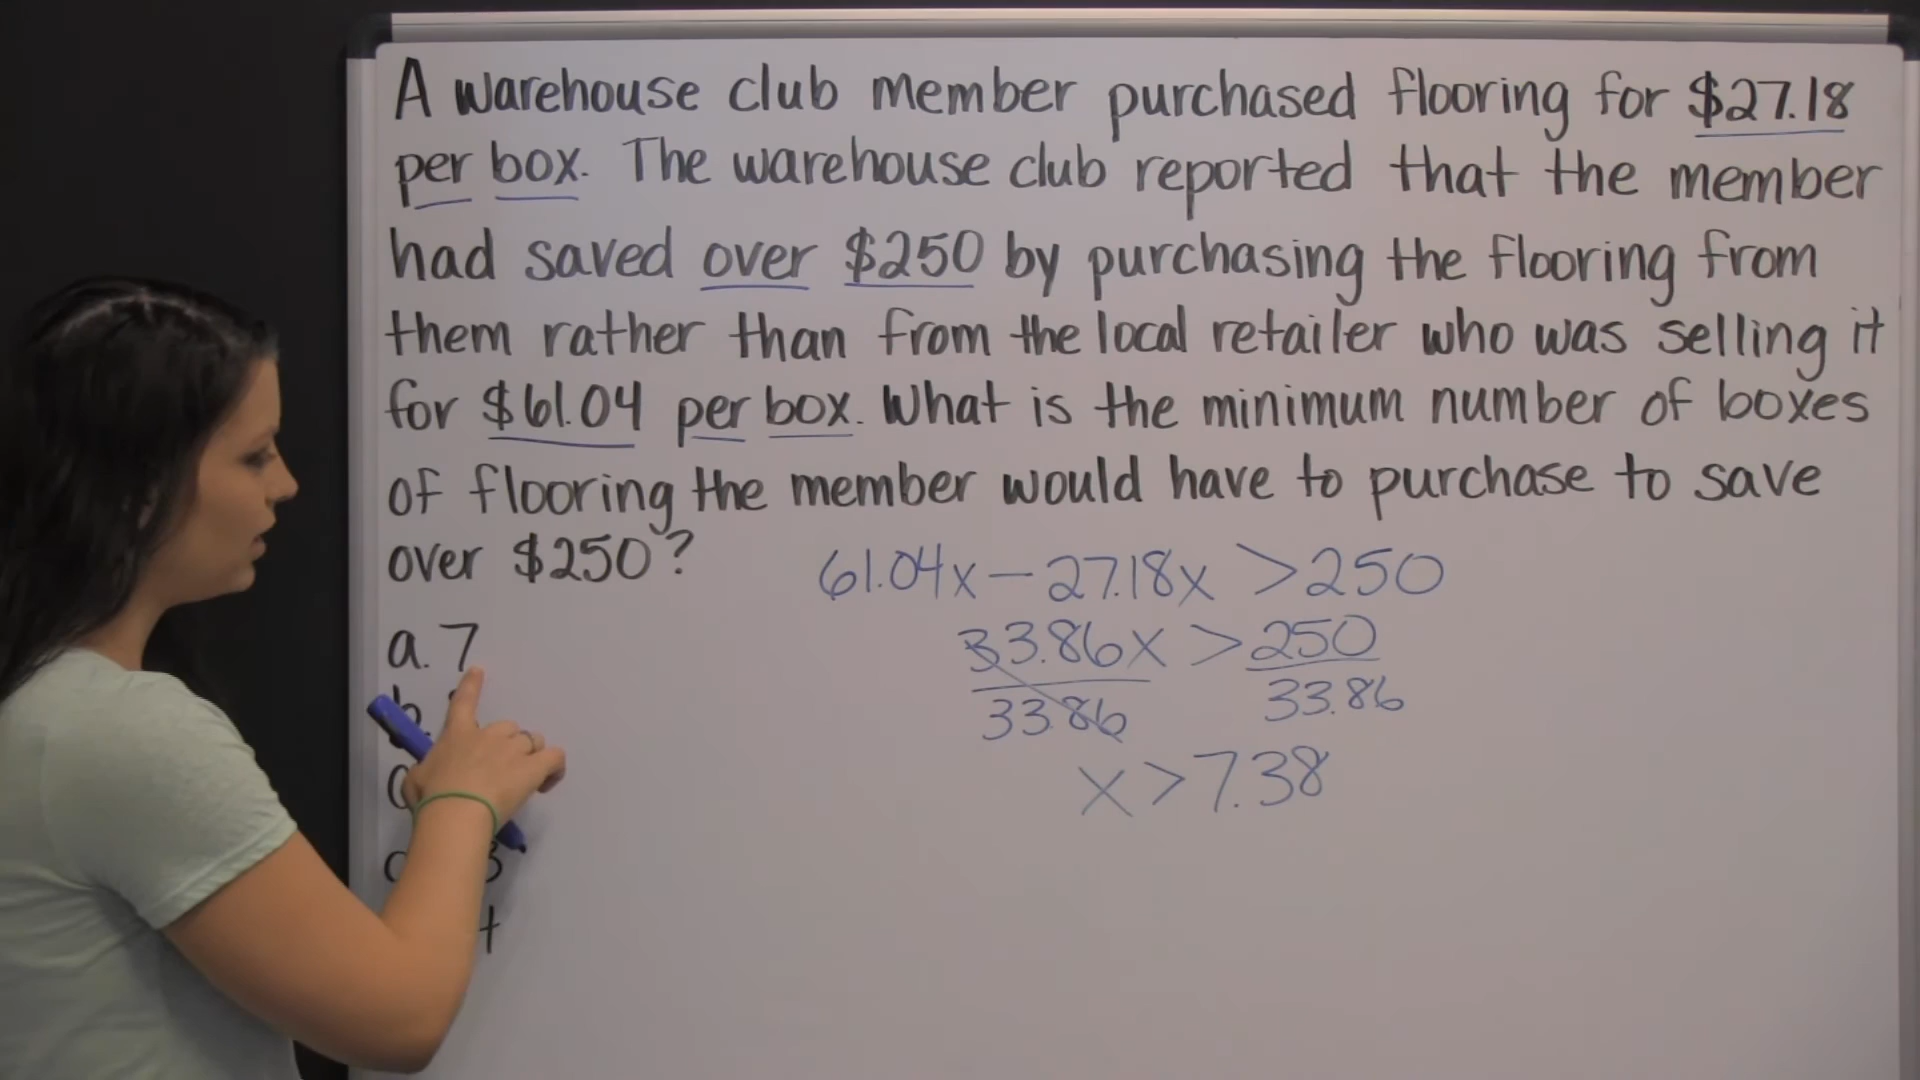 A warehouse club member purchased flooring for $27.18
per box. The warehouse club reported that the member
had saved over $250 by purchasing the flooring from
them rather than from the local retailer who was selling it
for $61.04 per box. What is the minimum number of boxes
of flooring the member would have to purchase to save
over $250?
a. 7
61.04x - 27.18x > 250
33.86x > 250
33.86 33.86
x > 7.38